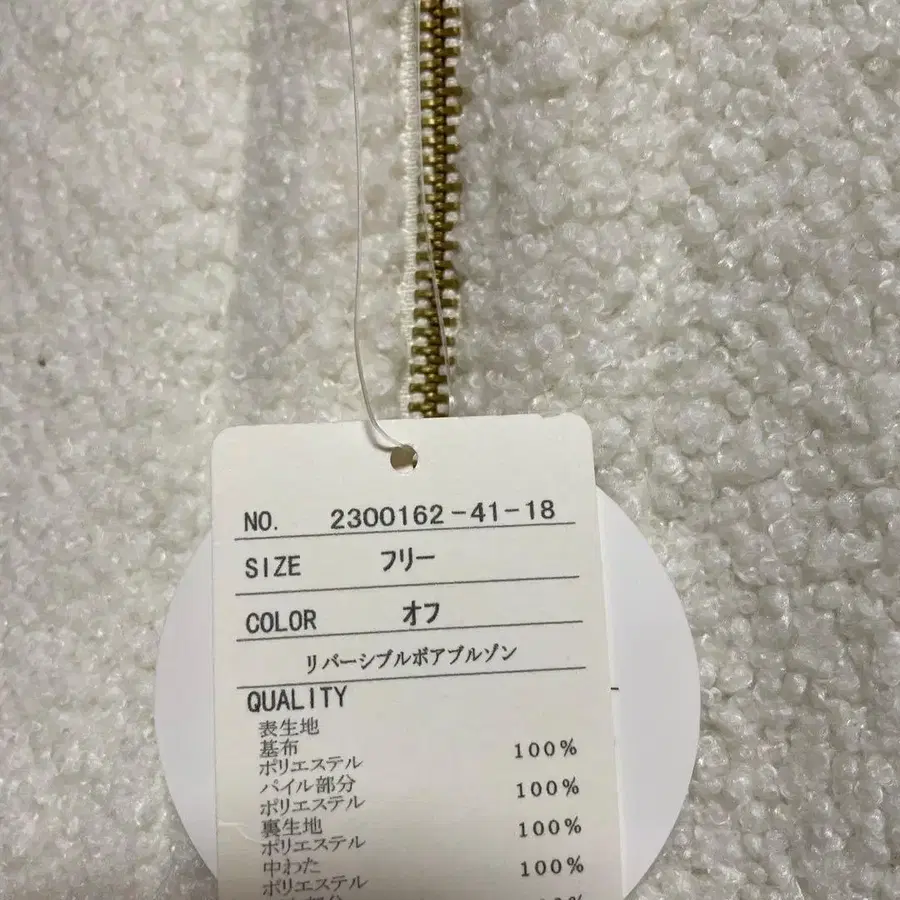 NO. 2300162-41-18
SIZE フリー
COLOR オフ
リバーシブルボアブルゾン
QUALITY
表生地
基布
ポリエステル 100%
パイル部分
ポリエステル 100%
裏生地
ポリエステル 100%
中わた
ポリエステル 100%